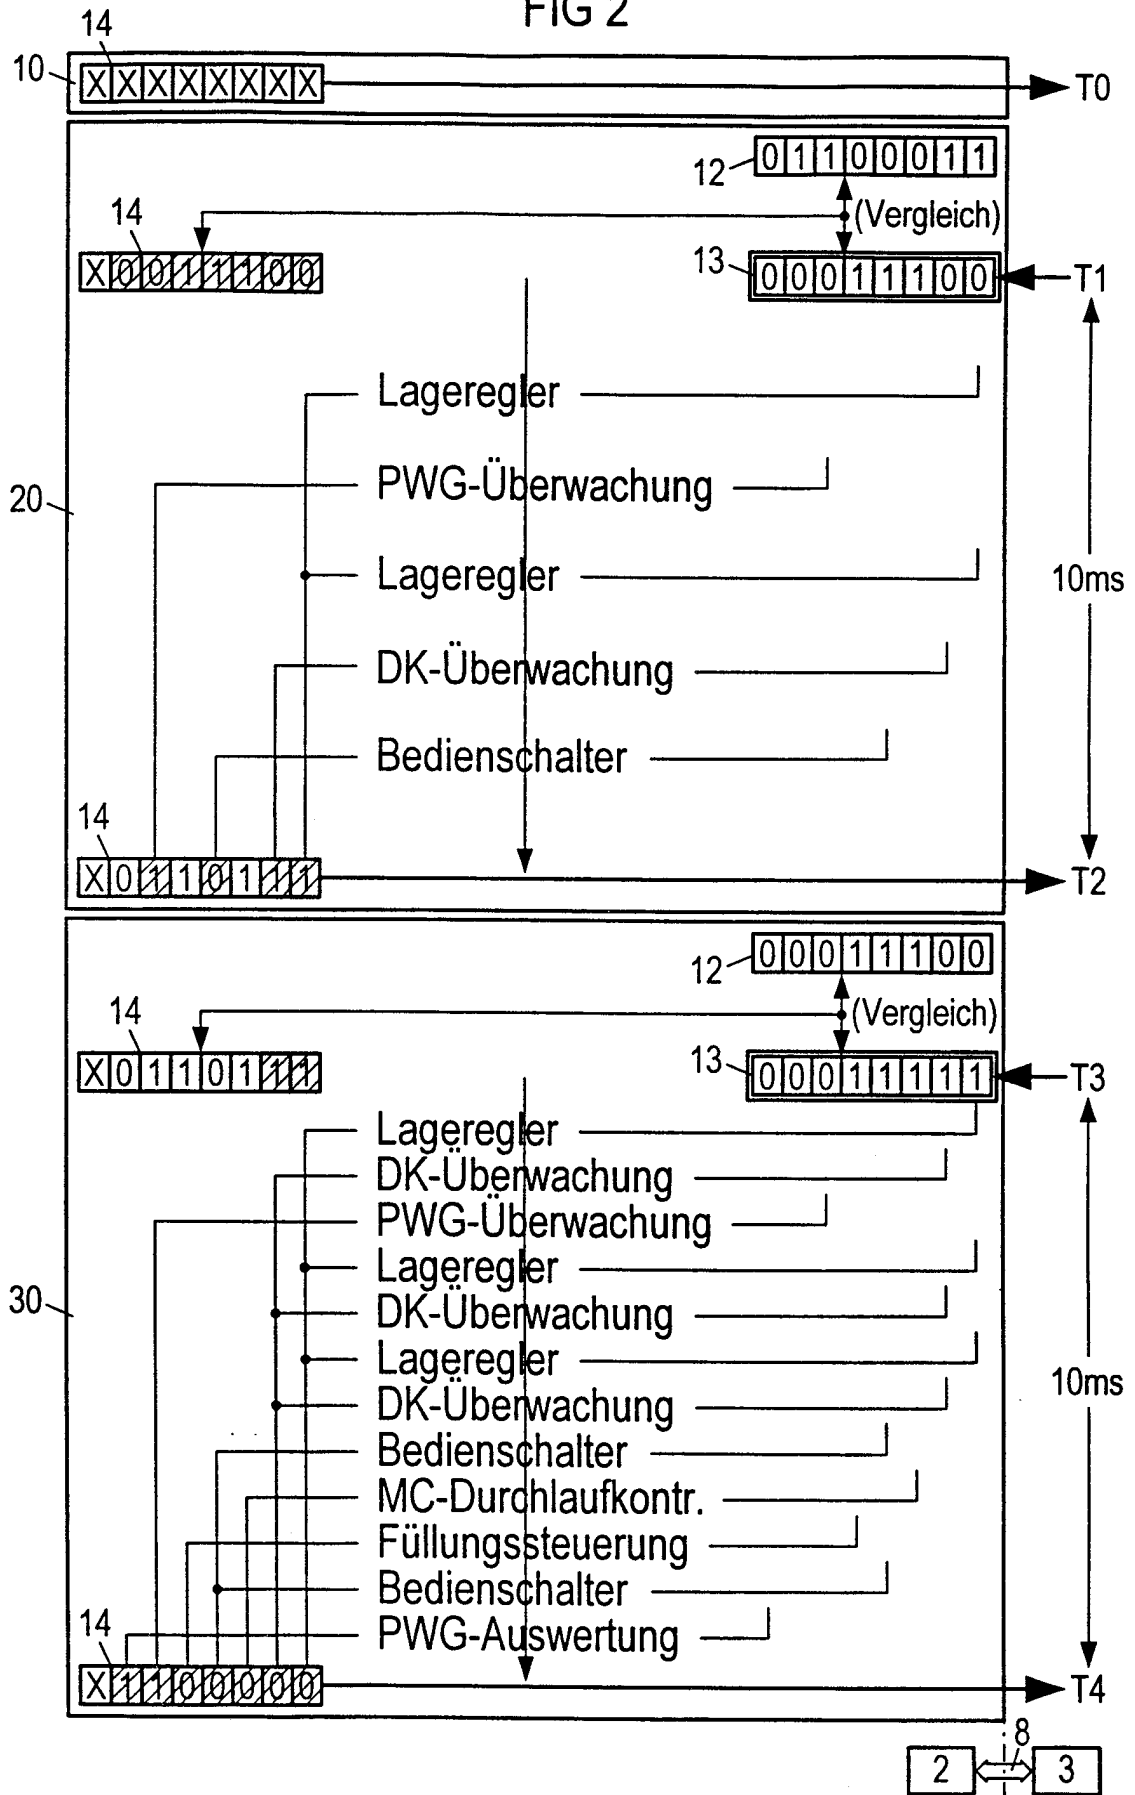 FIG 2
14
10 X X X X X X X X T0
12 0 1 1 0 0 0 1 1
14 (Vergleich)
X 0 0 1 1 1 0 0 13 0 0 0 1 1 1 0 0 T1
Lageregler
20 PWG-Überwachung
Lageregler 10ms
DK-Überwachung
Bedienschalter
14
X 0 1 1 0 1 1 1 T2
12 0 0 0 1 1 1 0 0
14 (Vergleich)
X 0 1 1 0 1 1 1 13 0 0 0 1 1 1 1 1 T3
Lageregler
DK-Überwachung
PWG-Überwachung
Lageregler
30 DK-Überwachung
Lageregler
10ms
DK-Überwachung
Bedienschalter
MC-Durchlaufkontr.
Füllungssteuerung
Bedienschalter
14 PWG-Auswertung
X 1 1 0 0 0 0 0 T4
8
2 3